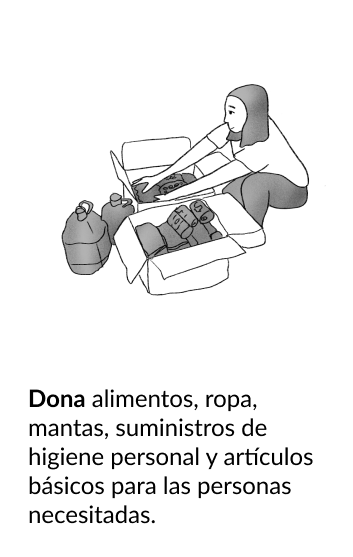 Dona alimentos, ropa,
mantas, suministros de
higiene personal y artículos
básicos para las personas
necesitadas.